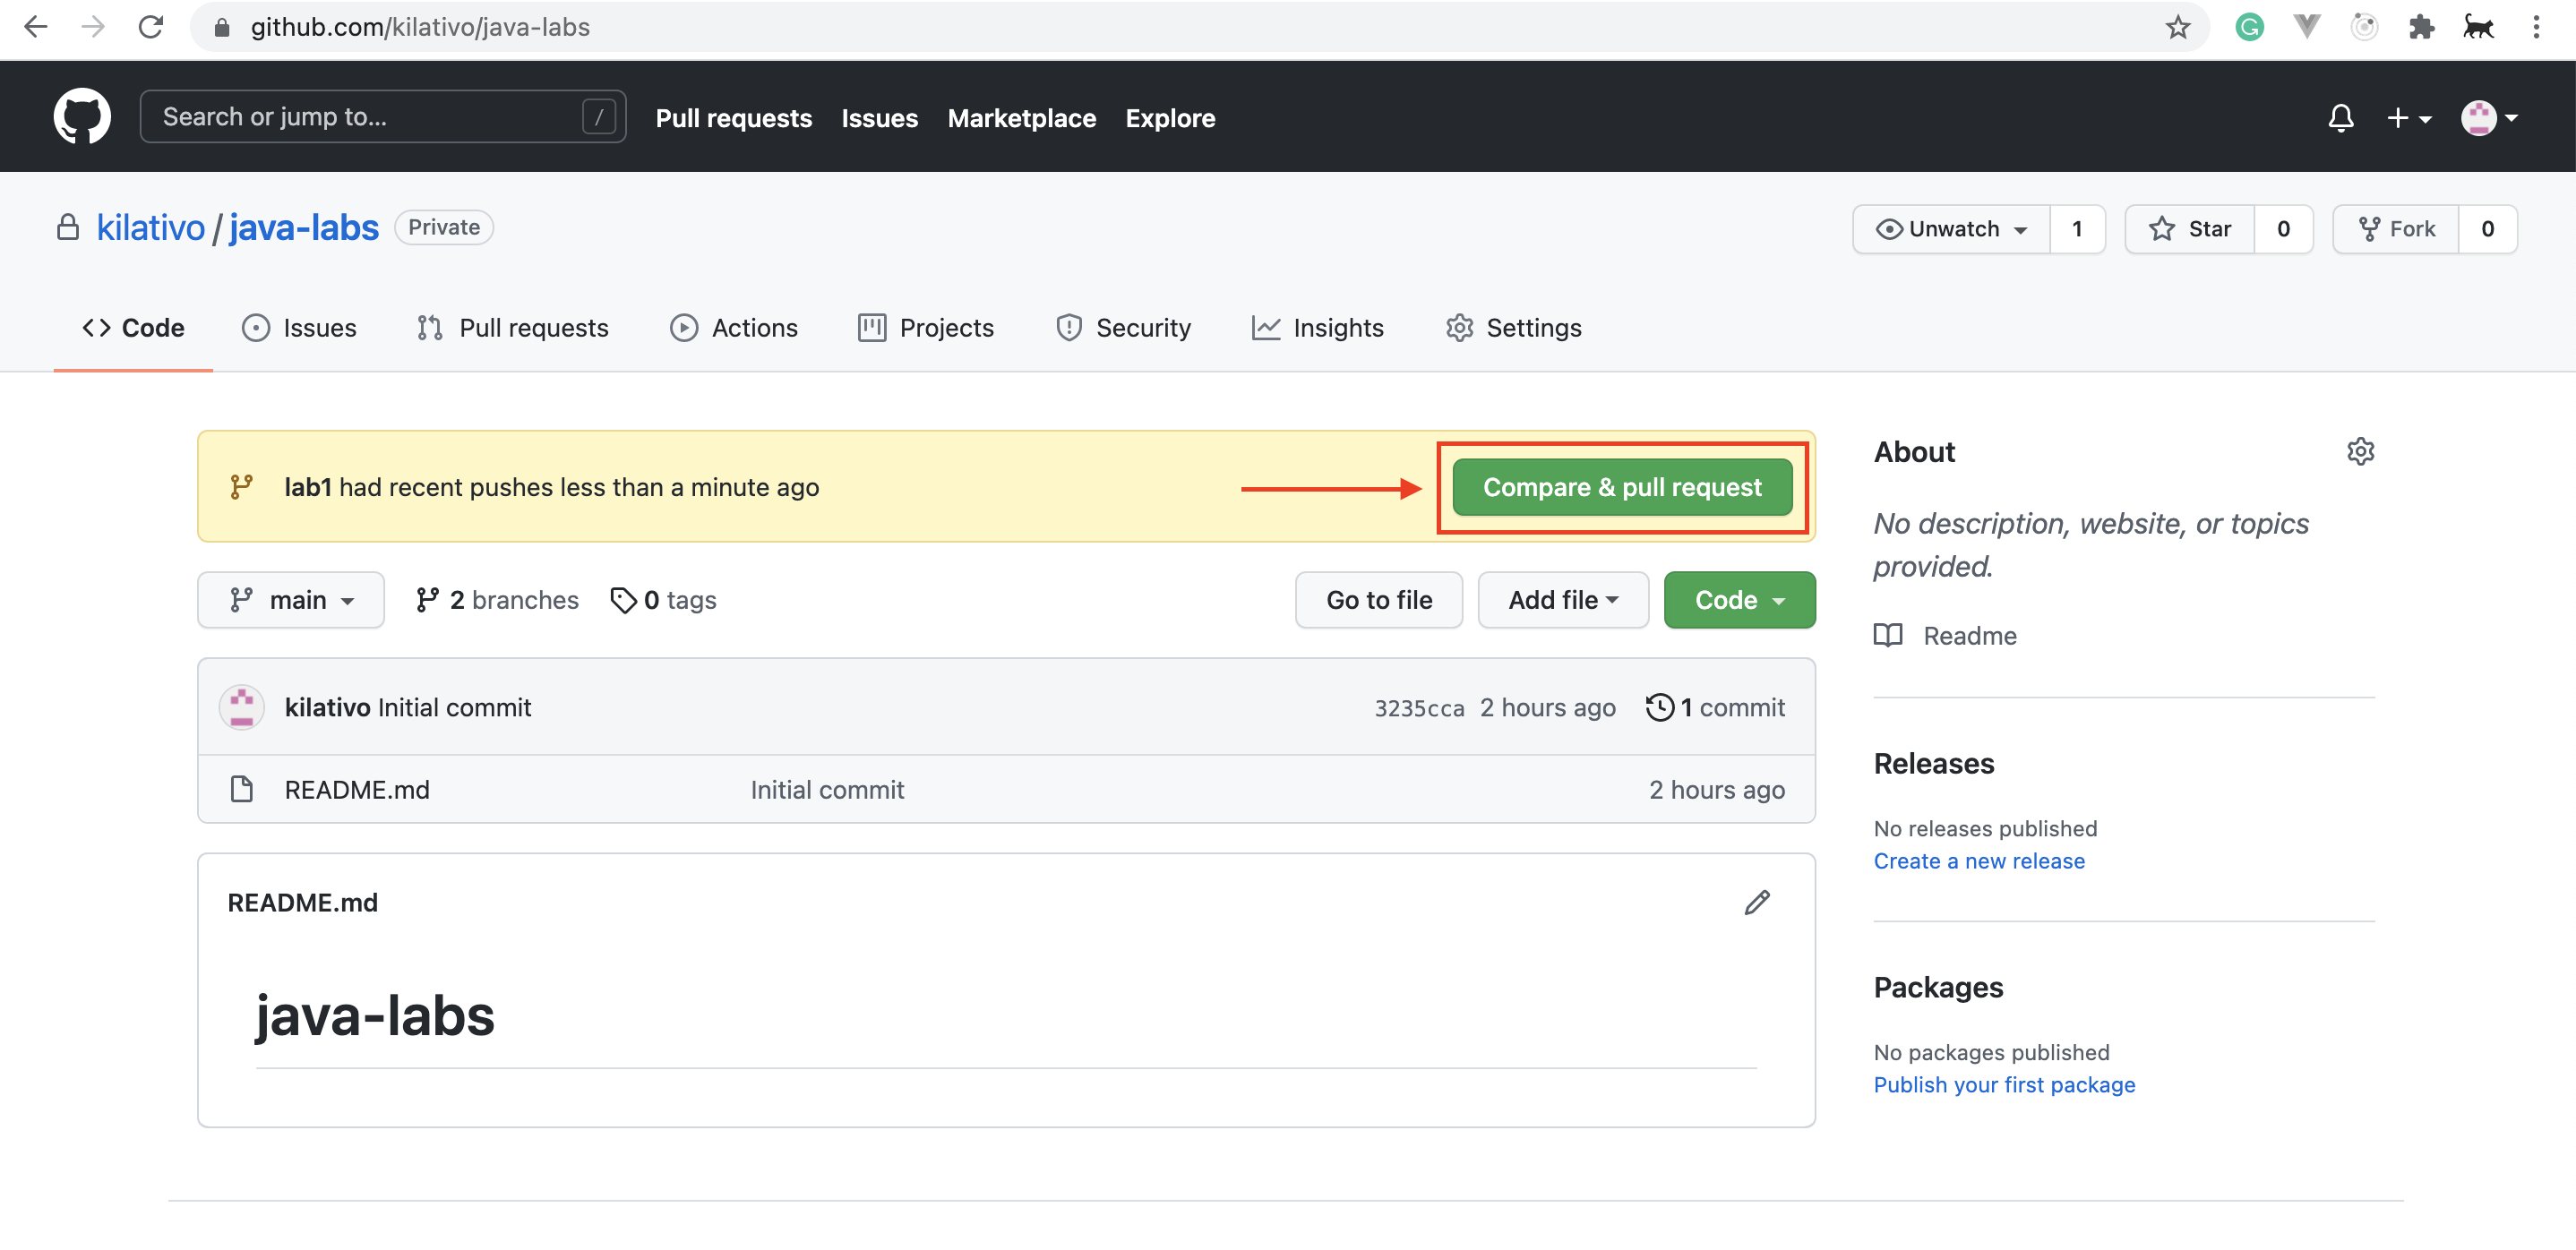 github.com/kilativo/java-labs
Search or jump to... /
Pull requests Issues Marketplace Explore
kilativo / java-labs Private
Unwatch 1 Star 0 Fork 0
Code Issues Pull requests Actions Projects Security Insights Settings
lab1 had recent pushes less than a minute ago
Compare & pull request
main 2 branches 0 tags
Go to file Add file Code
kilativo Initial commit 3235cca 2 hours ago 1 commit
README.md Initial commit 2 hours ago
README.md
java-labs
About
No description, website, or topics
provided.
Readme
Releases
No releases published
Create a new release
Packages
No packages published
Publish your first package